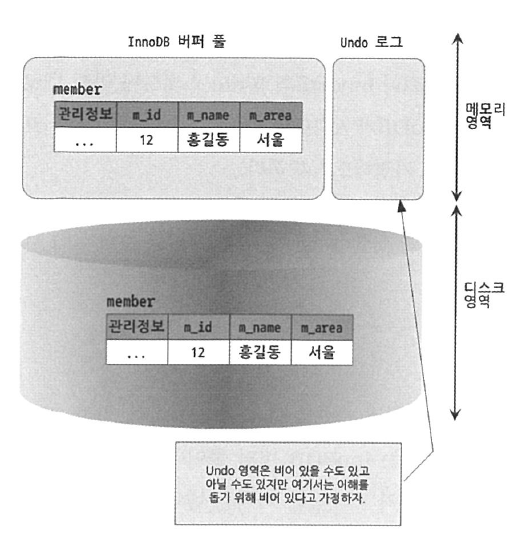 InnoDB 버퍼 풀
Undo 로그
member
관리정보 m_id m_name m_area
... 12 홍길동 서울
메모리
영역
member
관리정보 m_id m_name m_area
... 12 홍길동 서울
디스크
영역
Undo 영역은 비어 있을 수도 있고
아닐 수도 있지만 여기서는 이해를
돕기 위해 비어 있다고 가정하자.